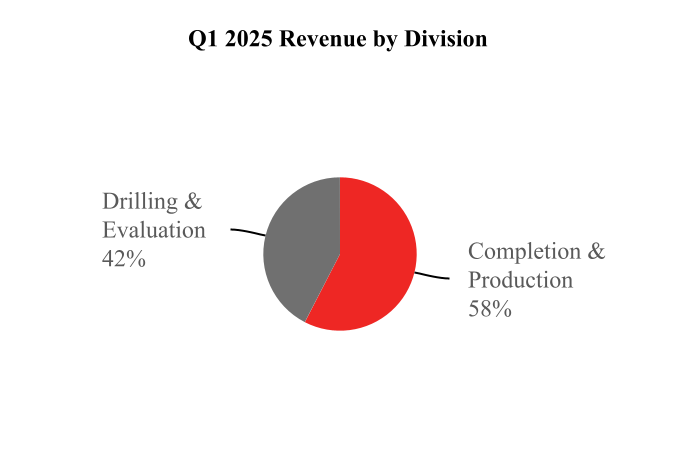 Q1 2025 Revenue by Division
Drilling &
Evaluation
42%
Completion &
Production
58%